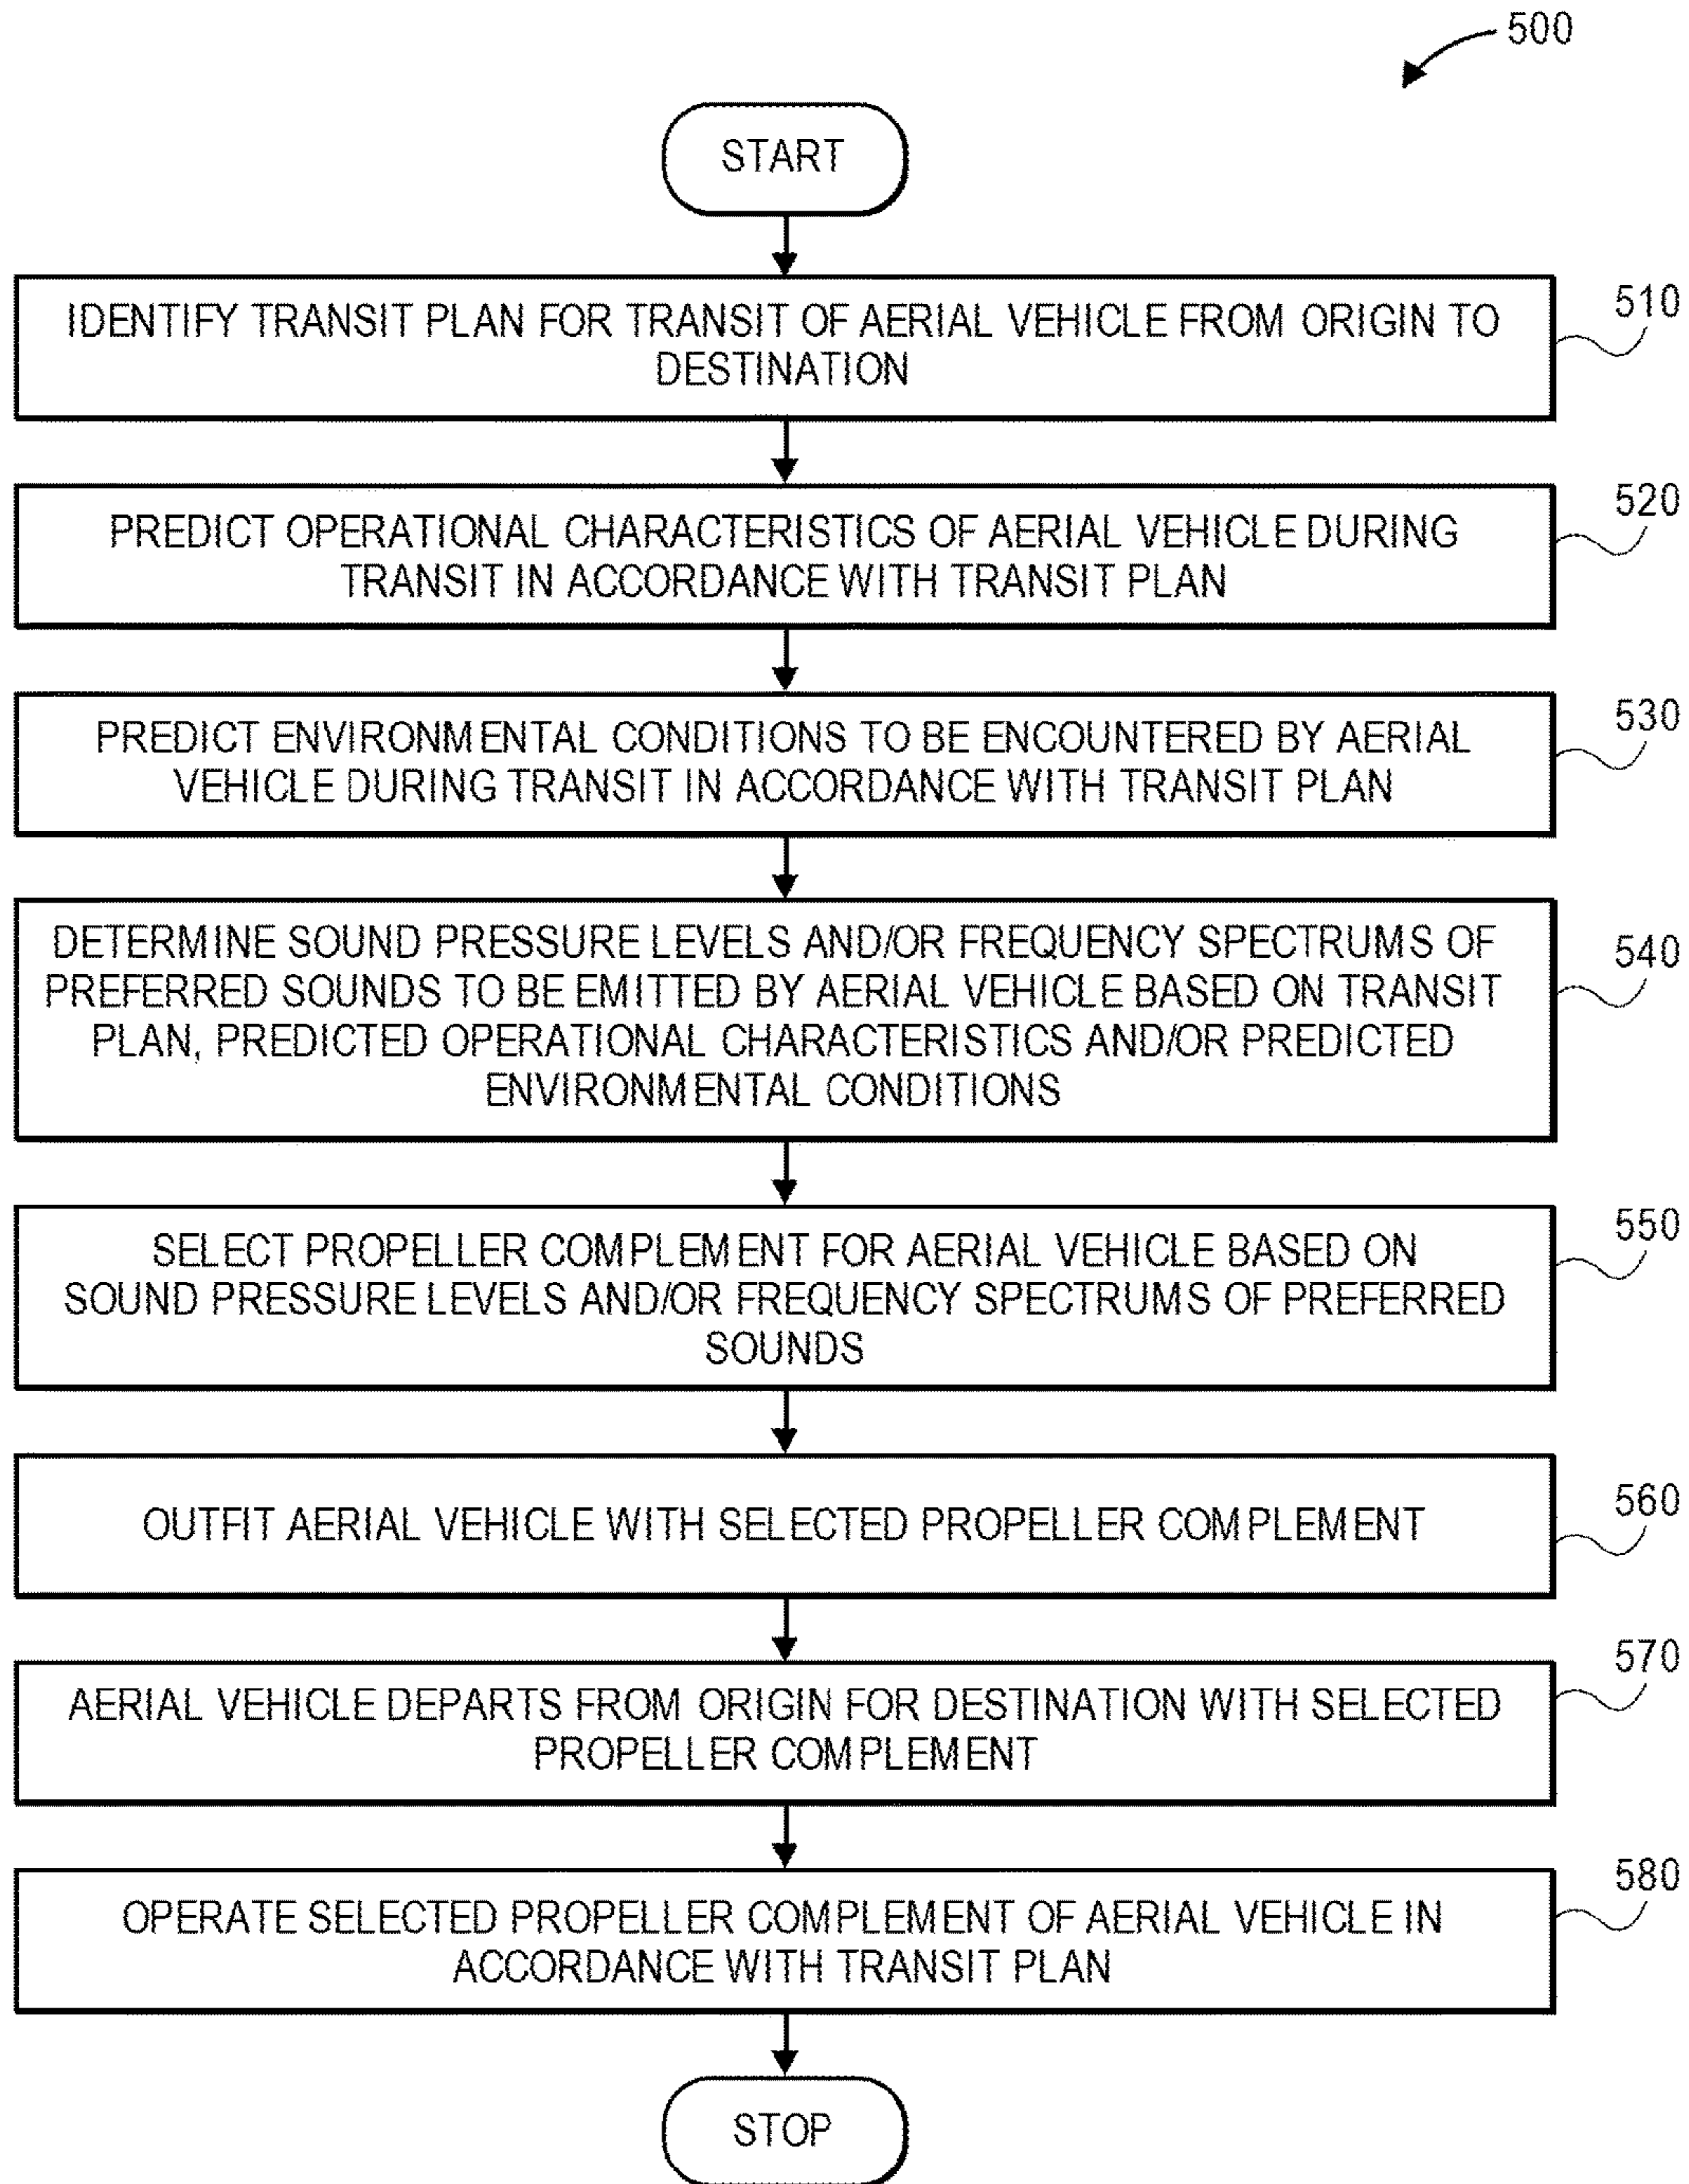 500
START
IDENTIFY TRANSIT PLAN FOR TRANSIT OF AERIAL VEHICLE FROM ORIGIN TO
DESTINATION
510
PREDICT OPERATIONAL CHARACTERISTICS OF AERIAL VEHICLE DURING
TRANSIT IN ACCORDANCE WITH TRANSIT PLAN
520
PREDICT ENVIRONMENTAL CONDITIONS TO BE ENCOUNTERED BY AERIAL
VEHICLE DURING TRANSIT IN ACCORDANCE WITH TRANSIT PLAN
530
DETERMINE SOUND PRESSURE LEVELS AND/OR FREQUENCY SPECTRUMS OF
PREFERRED SOUNDS TO BE EMITTED BY AERIAL VEHICLE BASED ON TRANSIT
PLAN, PREDICTED OPERATIONAL CHARACTERISTICS AND/OR PREDICTED
ENVIRONMENTAL CONDITIONS
540
SELECT PROPELLER COMPLEMENT FOR AERIAL VEHICLE BASED ON
SOUND PRESSURE LEVELS AND/OR FREQUENCY SPECTRUMS OF PREFERRED
SOUNDS
550
OUTFIT AERIAL VEHICLE WITH SELECTED PROPELLER COMPLEMENT
560
AERIAL VEHICLE DEPARTS FROM ORIGIN FOR DESTINATION WITH SELECTED
PROPELLER COMPLEMENT
570
OPERATE SELECTED PROPELLER COMPLEMENT OF AERIAL VEHICLE IN
ACCORDANCE WITH TRANSIT PLAN
580
STOP